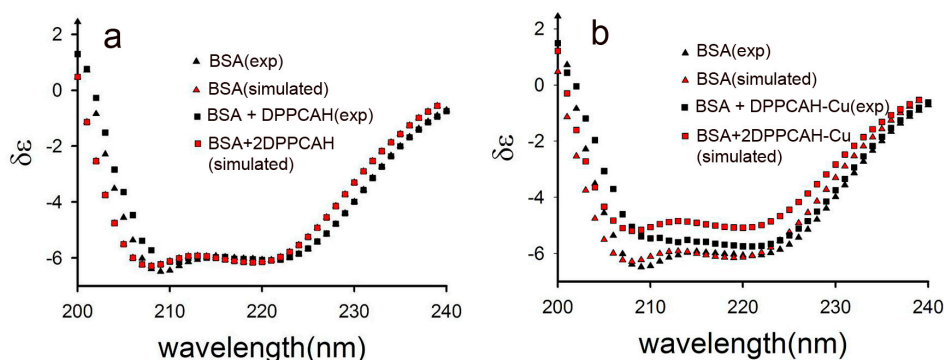 a
2
0
-2
-4
-6
δε
BSA(exp)
BSA(simulated)
BSA + DPPCAH(exp)
BSA+2DPPCAH
(simulated)
200
210
220
230
240
wavelength(nm)
b
2
0
-2
-4
-6
δε
BSA(exp)
BSA(simulated)
BSA + DPPCAH-Cu(exp)
BSA+2DPPCAH-Cu
(simulated)
200
210
220
230
240
wavelength(nm)